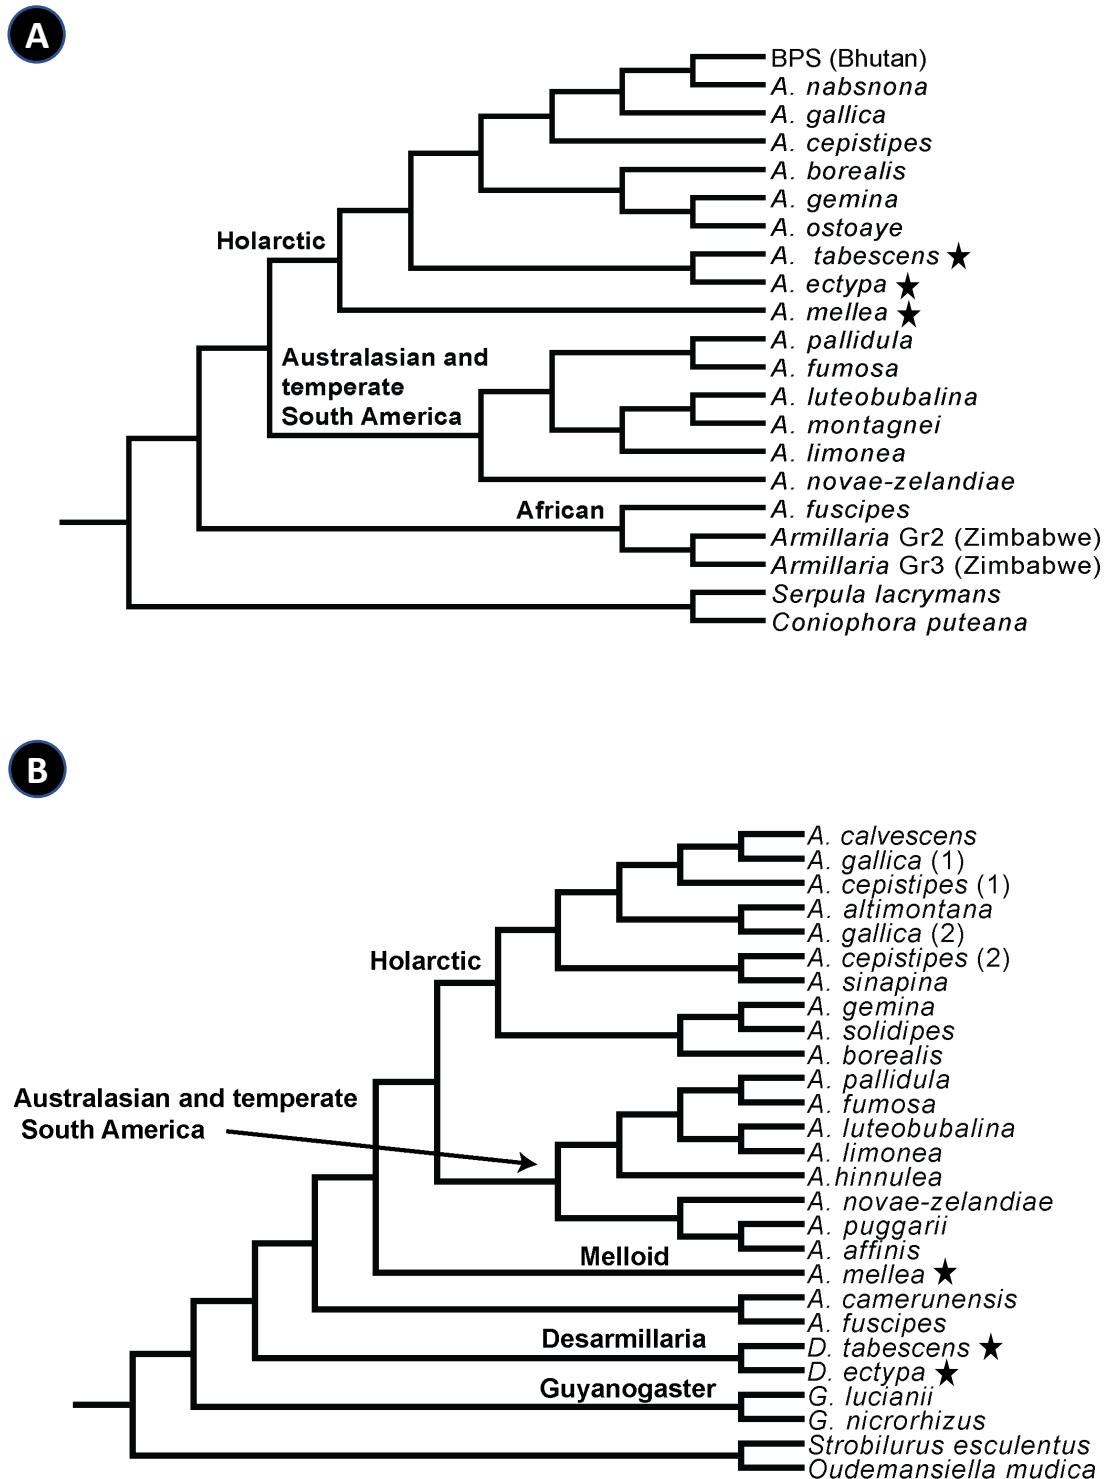 A
BPS (Bhutan)
A. nabsnona
A. gallica
A. cepistipes
A. borealis
A. gemina
A. ostoaye
Holarctic
A. tabescens ★
A. ectypa ★
A. mellea ★
Australasian and
temperate
South America
A. pallidula
A. fumosa
A. luteobubalina
A. montagnei
A. limonea
A. novae-zelandiae
African
A. fuscipes
Armillaria Gr2 (Zimbabwe)
Armillaria Gr3 (Zimbabwe)
Serpula lacrymans
Coniophora puteana
B
A. calvescens
A. gallica (1)
A. cepistipes (1)
A. altimontana
A. gallica (2)
Holarctic
A. cepistipes (2)
A. sinapina
A. gemina
A. solidipes
A. borealis
Australasian and temperate
South America
A. pallidula
A. fumosa
A. luteobubalina
A. limonea
A.hinnulea
A. novae-zelandiae
A. puggarii
A. affinis
Melloid
A. mellea ★
A. camerunensis
A. fuscipes
Desarmillaria
D. tabescens ★
D. ectypa ★
Guyanogaster
G. lucianii
G. nicrorhizus
Strobilurus esculentus
Oudemansiella mudica